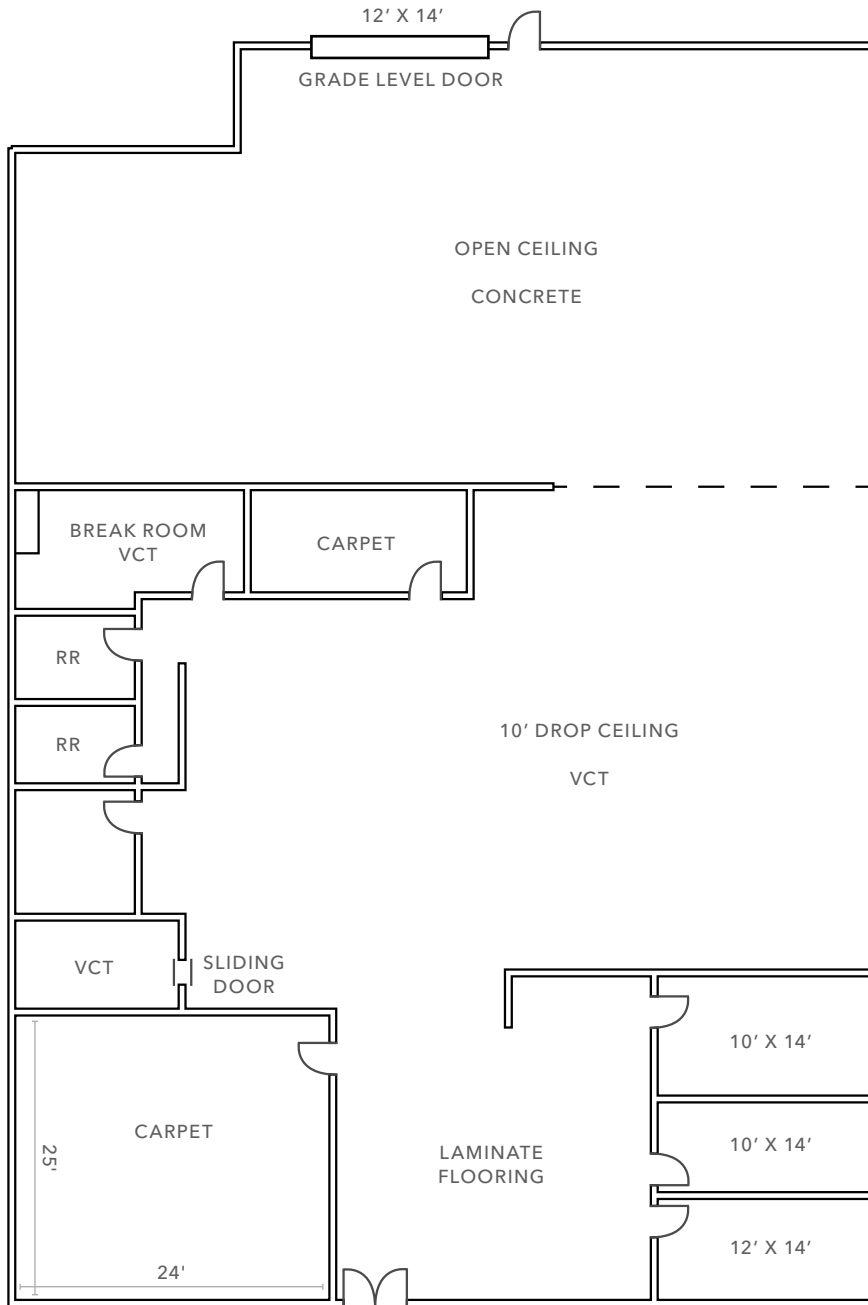 12’ X 14’
GRADE LEVEL DOOR
OPEN CEILING
CONCRETE
BREAK ROOM
VCT
CARPET
RR
RR
10’ DROP CEILING
VCT
VCT
SLIDING
DOOR
10’ X 14’
CARPET
25'
24'
LAMINATE
FLOORING
10’ X 14’
12’ X 14’